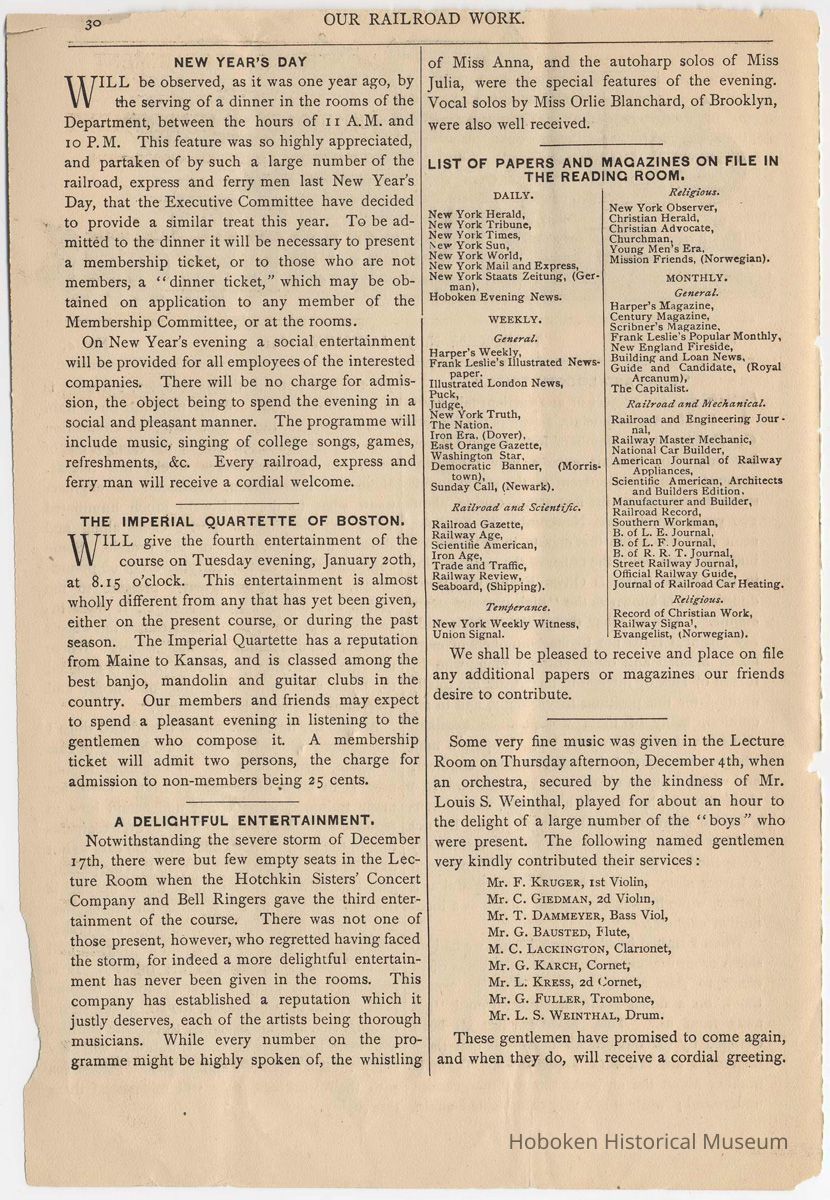 30
OUR RAILROAD WORK.
NEW YEAR'S DAY
WILL be observed, as it was one year ago, by
the serving of a dinner in the rooms of the
Department, between the hours of 11 A.M. and
10 P.M. This feature was so highly appreciated,
and partaken of by such a large number of the
railroad, express and ferry men last New Year's
Day, that the Executive Committee have decided
to provide a similar treat this year. To be ad-
mitted to the dinner it will be necessary to present
a membership ticket, or to those who are not
members, a "dinner ticket," which may be ob-
tained on application to any member of the
Membership Committee, or at the rooms.
On New Year's evening a social entertainment
will be provided for all employees of the interested
companies. There will be no charge for admis-
sion, the object being to spend the evening in a
social and pleasant manner. The programme will
include music, singing of college songs, games,
refreshments, &c. Every railroad, express and
ferry man will receive a cordial welcome.
THE IMPERIAL QUARTETTE OF BOSTON.
WILL give the fourth entertainment of the
course on Tuesday evening, January 20th,
at 8.15 o'clock. This entertainment is almost
wholly different from any that has yet been given,
either on the present course, or during the past
season. The Imperial Quartette has a reputation
from Maine to Kansas, and is classed among the
best banjo, mandolin and guitar clubs in the
country. Our members and friends may expect
to spend a pleasant evening in listening to the
gentlemen who compose it. A membership
ticket will admit two persons, the charge for
admission to non-members being 25 cents.
A DELIGHTFUL ENTERTAINMENT.
Notwithstanding the severe storm of December
17th, there were but few empty seats in the Lec-
ture Room when the Hotchkin Sisters' Concert
Company and Bell Ringers gave the third enter-
tainment of the course. There was not one of
those present, however, who regretted having faced
the storm, for indeed a more delightful entertain-
ment has never been given in the rooms. This
company has established a reputation which it
justly deserves, each of the artists being thorough
musicians. While every number on the pro-
gramme might be highly spoken of, the whistling
of Miss Anna, and the autoharp solos of Miss
Julia, were the special features of the evening.
Vocal solos by Miss Orlie Blanchard, of Brooklyn,
were also well received.
LIST OF PAPERS AND MAGAZINES ON FILE IN
THE READING ROOM.
DAILY.
New York Herald,
New York Tribune,
New York Times,
New York Sun,
New York World,
New York Mail and Express,
New York Staats Zeitung, (Ger-
man),
Hoboken Evening News.
WEEKLY.
General.
Harper's Weekly,
Frank Leslie's Illustrated News-
paper.
Illustrated London News,
Puck,
Judge,
New York Truth,
The Nation,
Iron Era, (Dover),
East Orange Gazette,
Washington Star,
Democratic Banner, (Morris-
town),
Sunday Call, (Newark).
Railroad and Scientific.
Railroad Gazette,
Railway Age,
Scientific American,
Iron Age,
Trade and Traffic,
Railway Review,
Seaboard, (Shipping).
Temperance.
New York Weekly Witness,
Union Signal.
Religious.
New York Observer,
Christian Herald,
Christian Advocate,
Churchman,
Young Men's Era,
Mission Friends, (Norwegian).
MONTHLY.
General.
Harper's Magazine,
Century Magazine,
Scribner's Magazine,
Frank Leslie's Popular Monthly,
New England Fireside,
Building and Loan News,
Guide and Candidate, (Royal
Arcanum),
The Capitalist.
Railroad and Mechanical.
Railroad and Engineering Jour-
nal,
Railway Master Mechanic,
National Car Builder,
American Journal of Railway
Appliances,
Scientific American, Architects
and Builders Edition,
Manufacturer and Builder,
Railroad Record,
Southern Workman,
B. of L. E. Journal,
B. of L. F. Journal,
B. of R. R. T. Journal,
Street Railway Journal,
Official Railway Guide,
Journal of Railroad Car Heating.
Religious.
Record of Christian Work,
Railway Signal,
Evangelist, (Norwegian).
We shall be pleased to receive and place on file
any additional papers or magazines our friends
desire to contribute.
Some very fine music was given in the Lecture
Room on Thursday afternoon, December 4th, when
an orchestra, secured by the kindness of Mr.
Louis S. Weinthal, played for about an hour to
the delight of a large number of the "boys" who
were present. The following named gentlemen
very kindly contributed their services:
Mr. F. KRUGER, 1st Violin,
Mr. C. GIEDMAN, 2d Violin,
Mr. T. DAMMEYER, Bass Viol,
Mr. G. BAUSTED, Flute,
M. C. LACKINGTON, Clarionet,
Mr. G. KARCH, Cornet,
Mr. L. KRESS, 2d Cornet,
Mr. G. FULLER, Trombone,
Mr. L. S. WEINTHAL, Drum.
These gentlemen have promised to come again,
and when they do, will receive a cordial greeting.
Hoboken Historical Museum